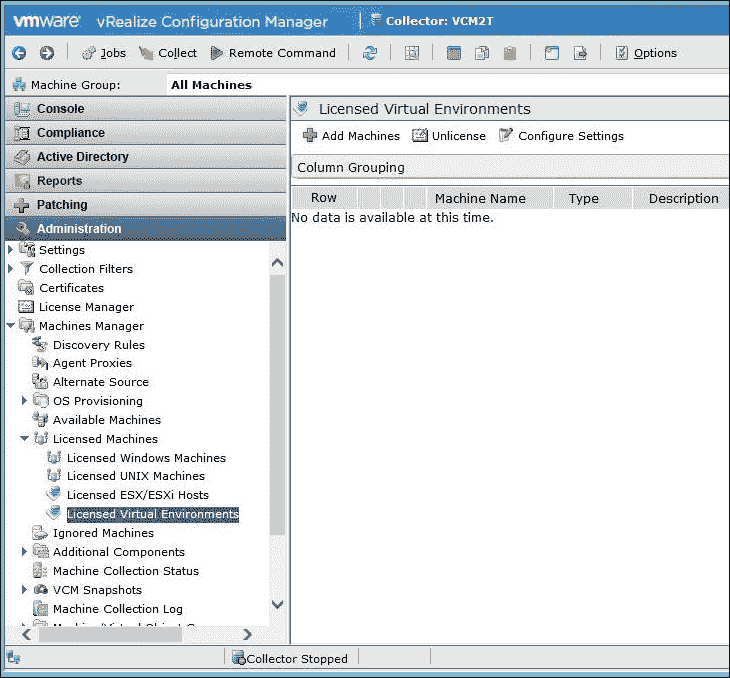 vmware vRealize Configuration Manager Collector: VCM2T
Jobs Collect Remote Command Options
Machine Group: All Machines
Console
Compliance
Active Directory
Reports
Patching
Administration
Settings
Collection Filters
Certificates
License Manager
Machines Manager
Discovery Rules
Agent Proxies
Alternate Source
OS Provisioning
Available Machines
Licensed Machines
Licensed Windows Machines
Licensed UNIX Machines
Licensed ESX/ESXi Hosts
Licensed Virtual Environments
Ignored Machines
Additional Components
Machine Collection Status
VCM Snapshots
Machine Collection Log
Licensed Virtual Environments
Add Machines Unlicense Configure Settings
Column Grouping
Row Machine Name Type Description
No data is available at this time.
Collector Stopped